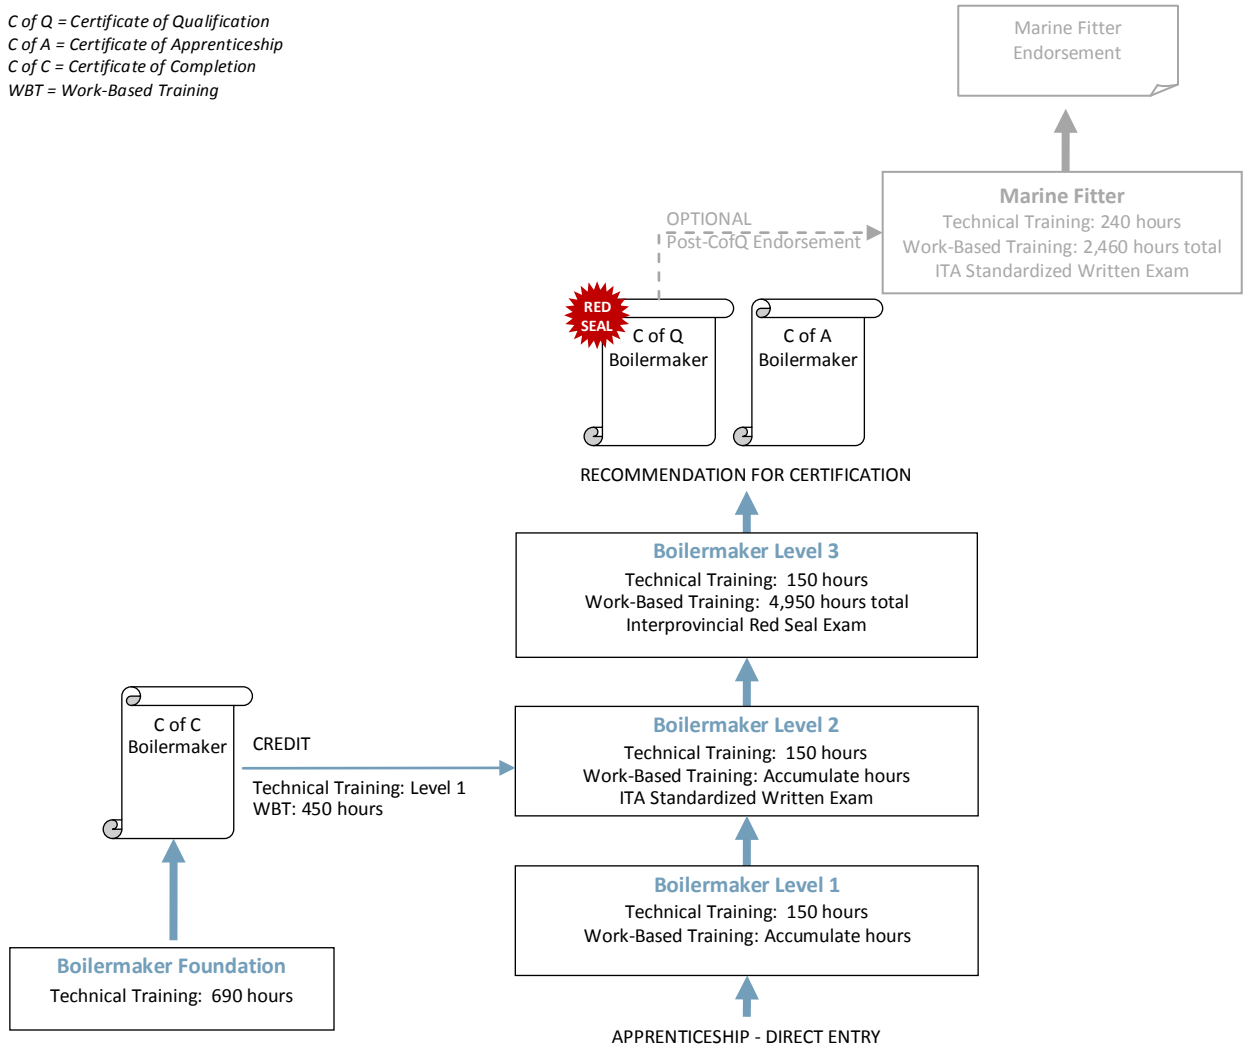 C of Q = Certificate of Qualification
C of A = Certificate of Apprenticeship
C of C = Certificate of Completion
WBT = Work-Based Training
Marine Fitter
Endorsement
Marine Fitter
Technical Training: 240 hours
Work-Based Training: 2,460 hours total
ITA Standardized Written Exam
OPTIONAL
Post-CofQ Endorsement
RED
SEAL
C of Q
Boilermaker
C of A
Boilermaker
RECOMMENDATION FOR CERTIFICATION
Boilermaker Level 3
Technical Training: 150 hours
Work-Based Training: 4,950 hours total
Interprovincial Red Seal Exam
C of C
Boilermaker
CREDIT
Technical Training: Level 1
WBT: 450 hours
Boilermaker Level 2
Technical Training: 150 hours
Work-Based Training: Accumulate hours
ITA Standardized Written Exam
Boilermaker Level 1
Technical Training: 150 hours
Work-Based Training: Accumulate hours
Boilermaker Foundation
Technical Training: 690 hours
APPRENTICESHIP - DIRECT ENTRY